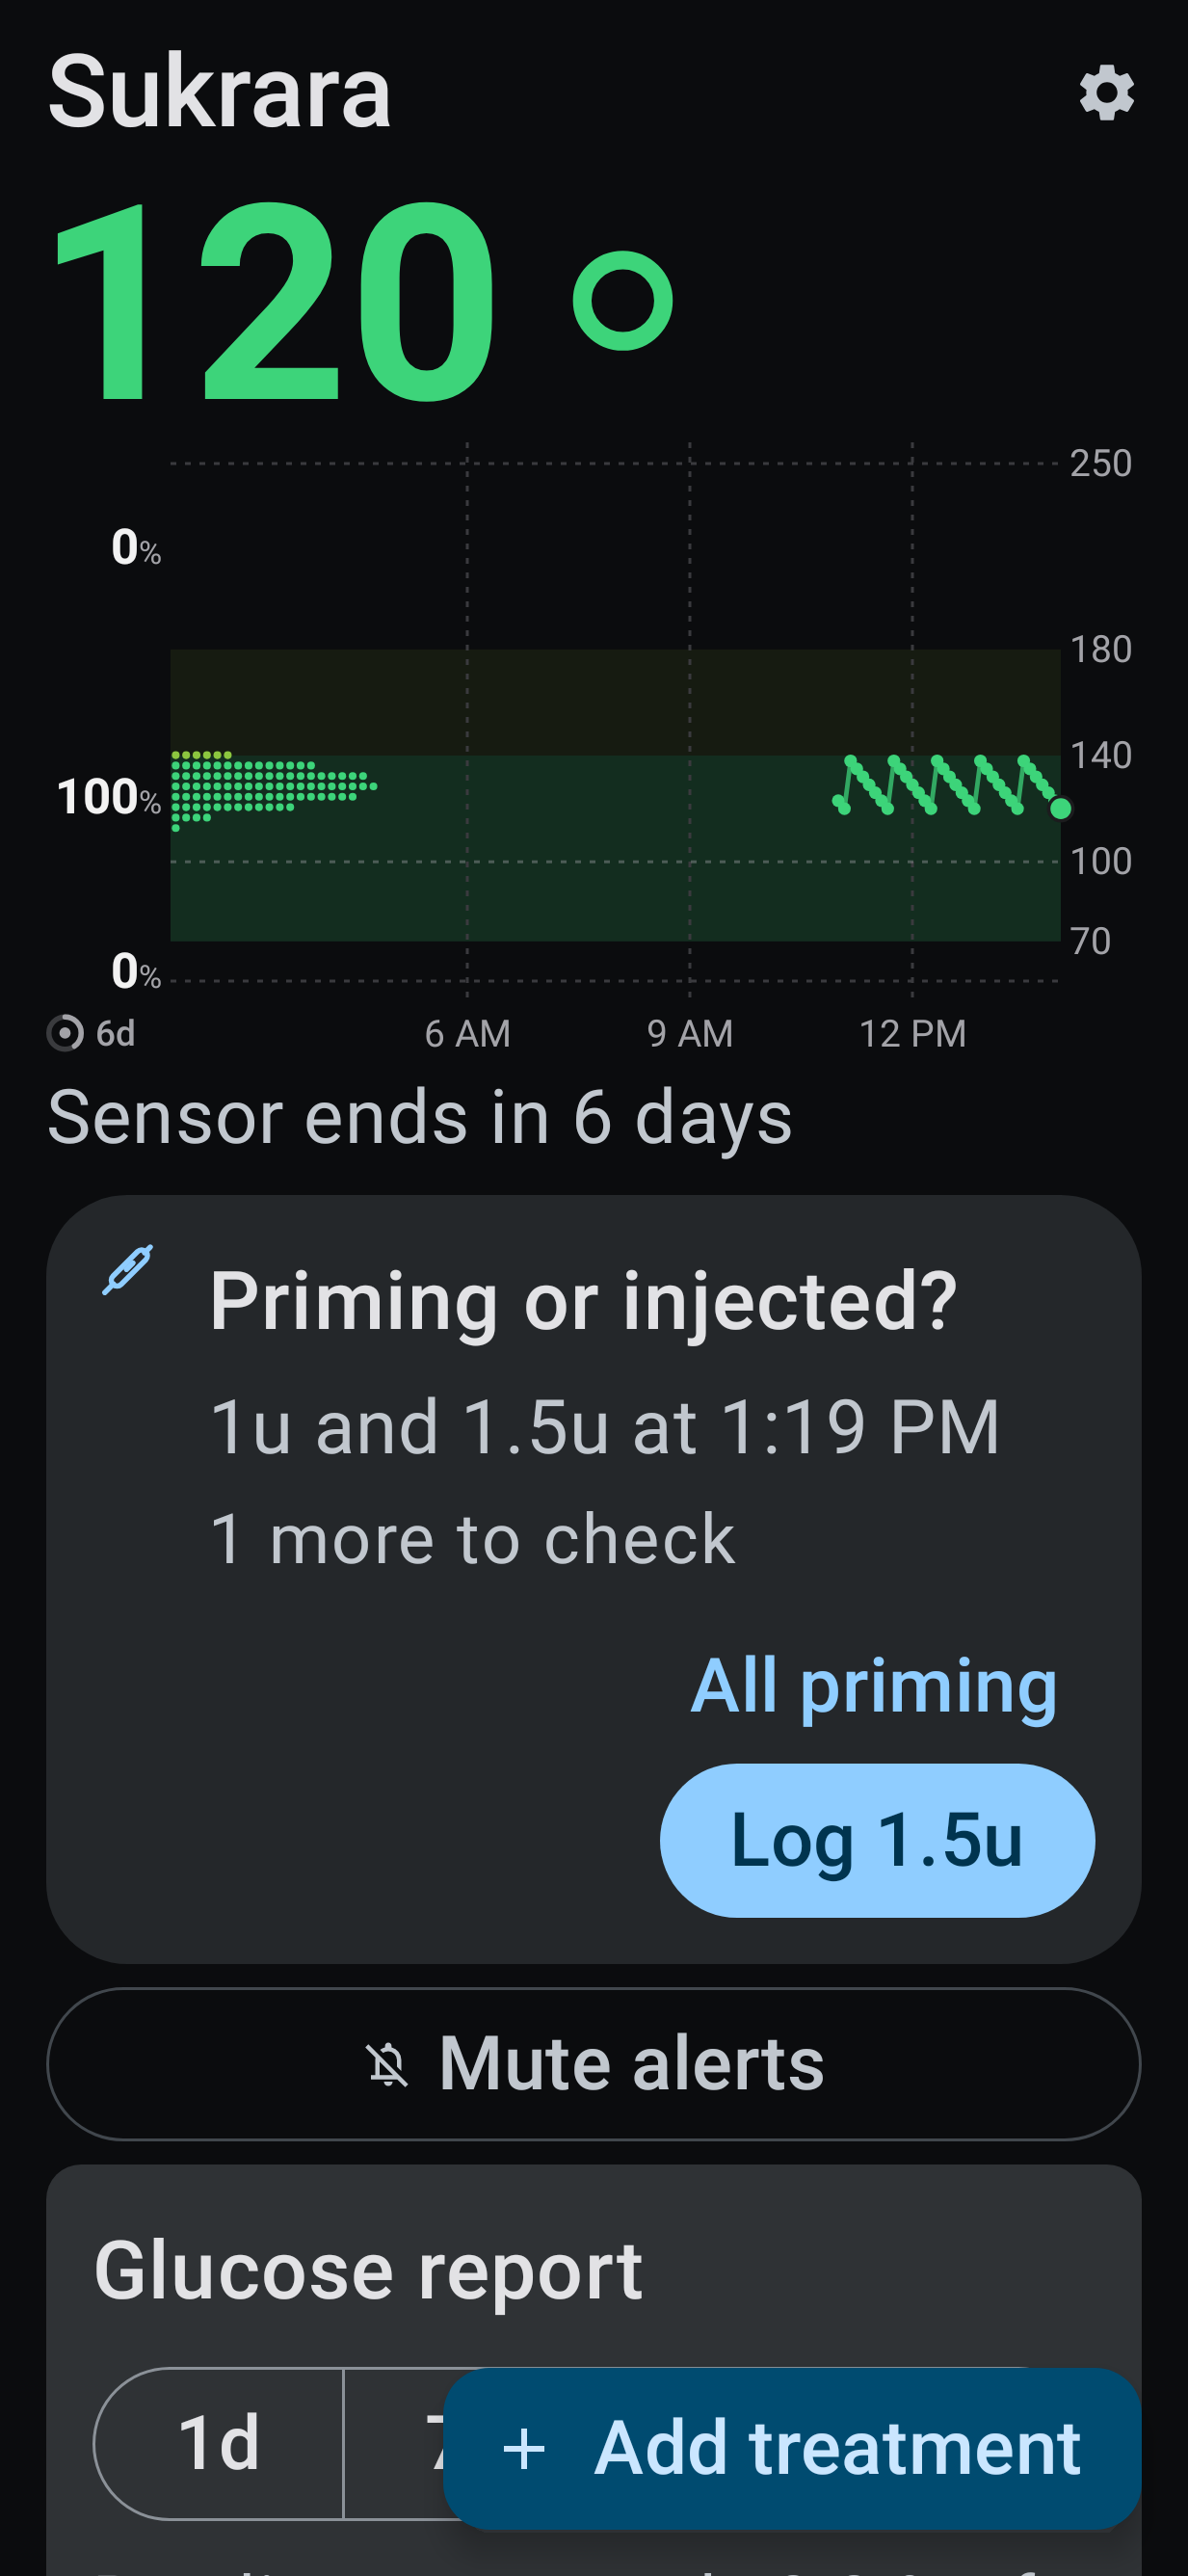 Sukrara
120
250
0%
180
140
100%
100
70
0%
6d
6 AM
9 AM
12 PM
Sensor ends in 6 days
Priming or injected?
1u and 1.5u at 1:19 PM
1 more to check
All priming
Log 1.5u
Mute alerts
Glucose report
1d
+ Add treatment